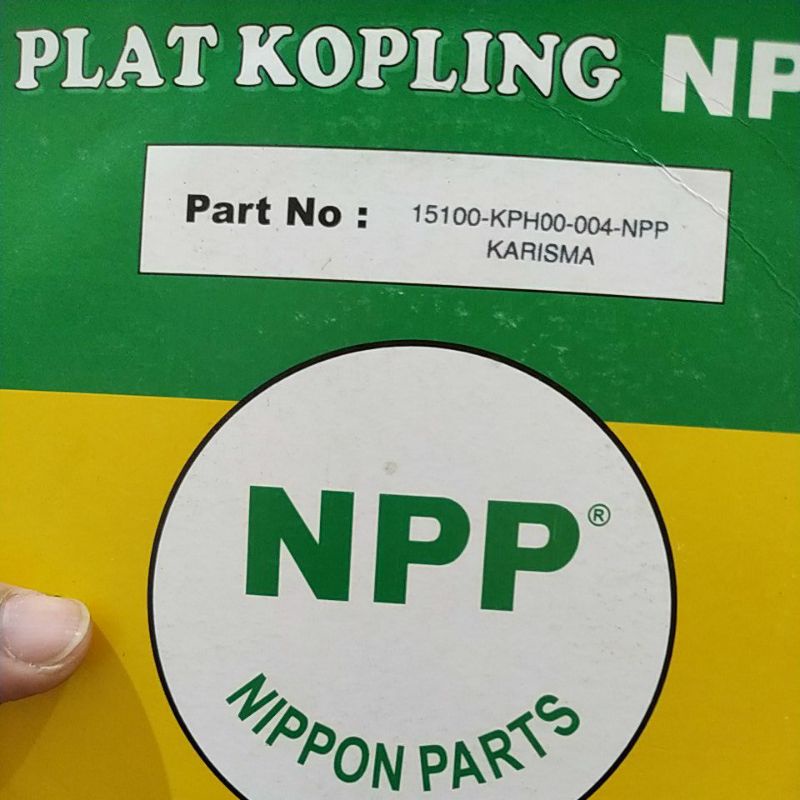 PLAT KOPLING NP
Part No : 15100-KPH00-004-NPP
KARISMA
NPP®
NIPPON PARTS